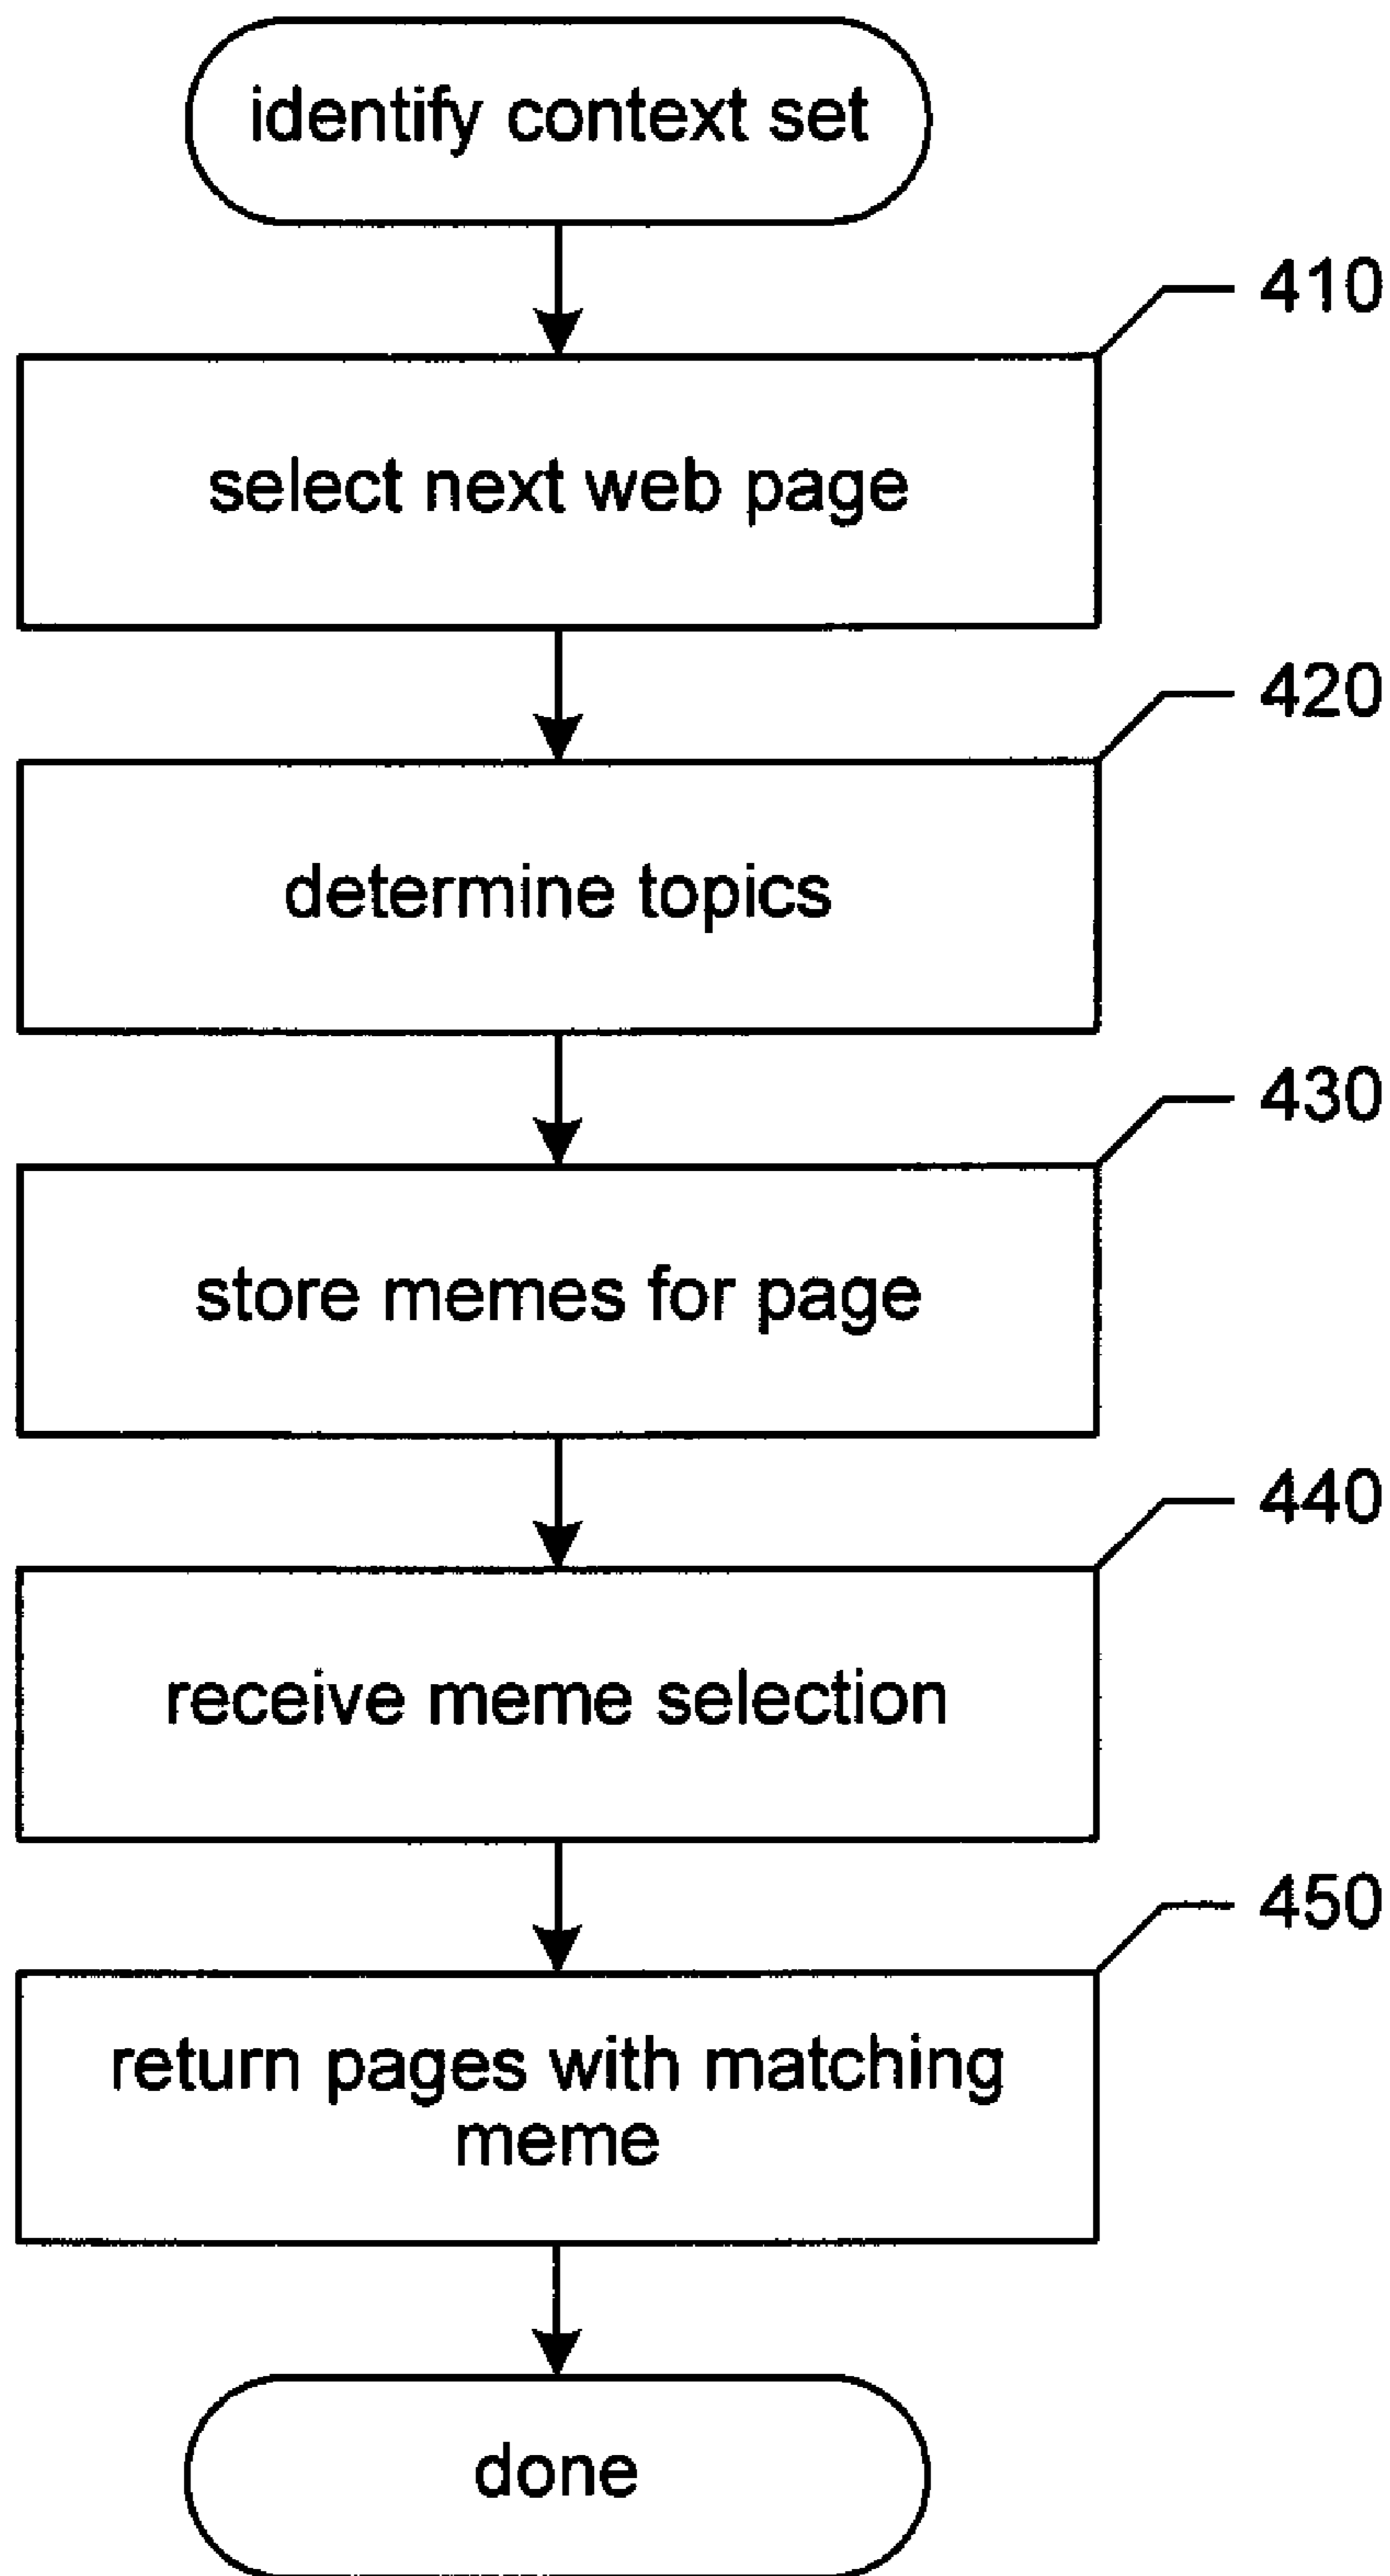 identify context set
410
select next web page
420
determine topics
430
store memes for page
440
receive meme selection
450
return pages with matching
meme
done